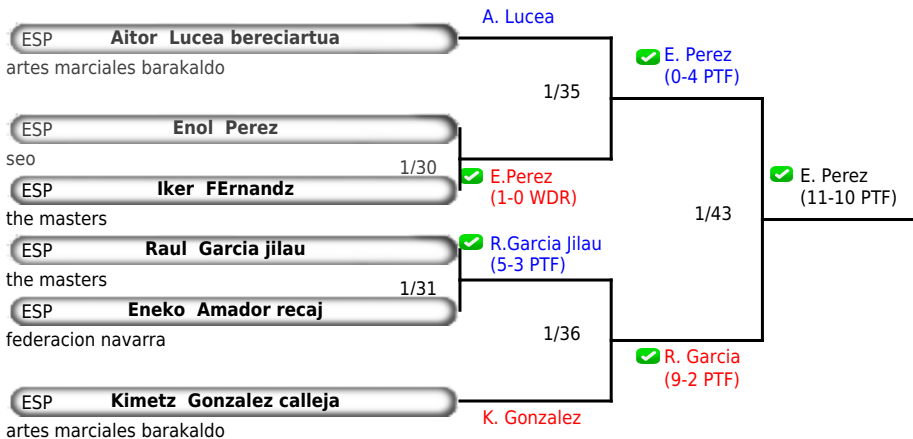 A. Lucea
ESP Aitor Lucea bereciartua
artes marciales barakaldo
E. Perez
(0-4 PTF)
1/35
ESP Enol Perez
seo
1/30
E.Perez
(1-0 WDR)
ESP Iker FErnandz
the masters
E. Perez
(11-10 PTF)
1/43
ESP Raul Garcia jilau
the masters
R.Garcia Jilau
(5-3 PTF)
1/31
ESP Eneko Amador recaj
federacion navarra
1/36
R. Garcia
(9-2 PTF)
ESP Kimetz Gonzalez calleja
artes marciales barakaldo
K. Gonzalez